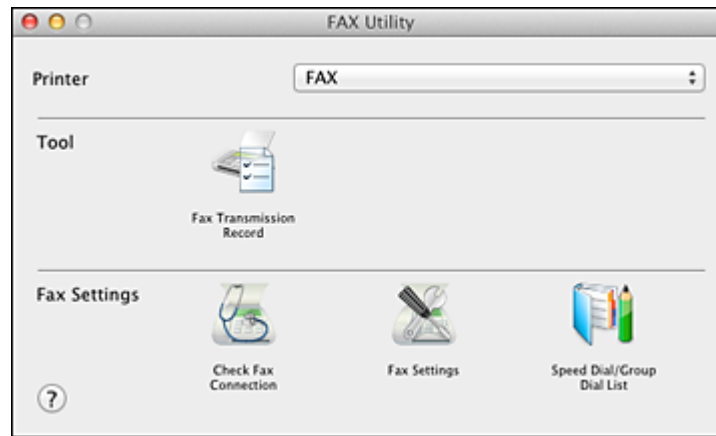 FAX Utility
Printer
FAX
Tool
Fax Transmission
Record
Fax Settings
Check Fax
Connection
Fax Settings
Speed Dial/Group
Dial List
?